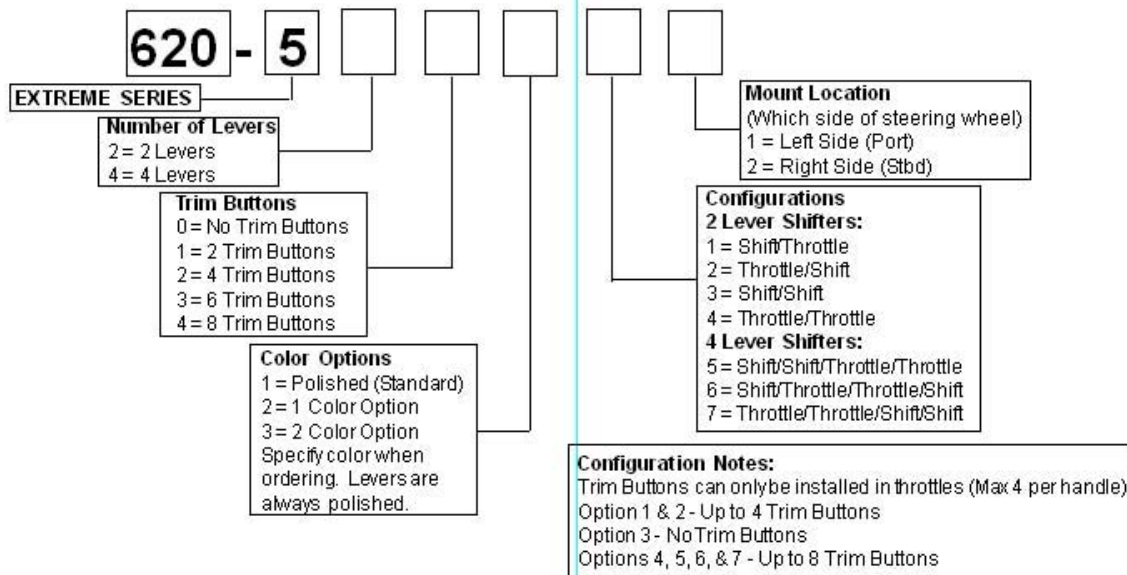 620 - 5
EXTREME SERIES
Number of Levers
2 = 2 Levers
4 = 4 Levers
Trim Buttons
0 = No Trim Buttons
1 = 2 Trim Buttons
2 = 4 Trim Buttons
3 = 6 Trim Buttons
4 = 8 Trim Buttons
Color Options
1 = Polished (Standard)
2 = 1 Color Option
3 = 2 Color Option
Specify color when
ordering. Levers are
always polished.
Mount Location
(Which side of steering wheel)
1 = Left Side (Port)
2 = Right Side (Stbd)
Configurations
2 Lever Shifters:
1 = Shift/Throttle
2 = Throttle/Shift
3 = Shift/Shift
4 = Throttle/Throttle
4 Lever Shifters:
5 = Shift/Shift/Throttle/Throttle
6 = Shift/Throttle/Throttle/Shift
7 = Throttle/Throttle/Shift/Shift
Configuration Notes:
Trim Buttons can only be installed in throttles (Max 4 per handle)
Option 1 & 2 - Up to 4 Trim Buttons
Option 3 - No Trim Buttons
Options 4, 5, 6, & 7 - Up to 8 Trim Buttons